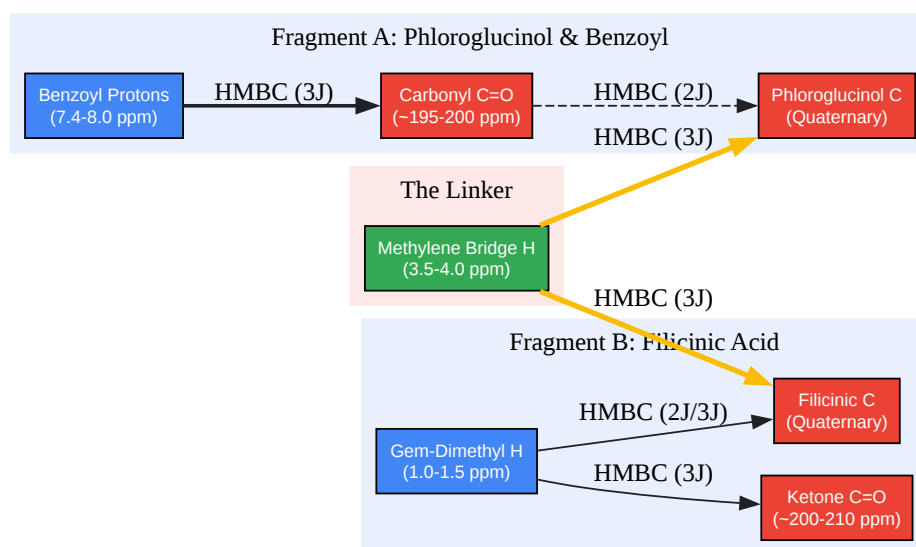 Fragment A: Phloroglucinol & Benzoyl
Benzoyl Protons
(7.4-8.0 ppm)
HMBC (3J)
Carbonyl C=O
(~195-200 ppm)
HMBC (2J)
Phloroglucinol C
(Quaternary)
HMBC (3J)
The Linker
Methylene Bridge H
(3.5-4.0 ppm)
HMBC (3J)
Fragment B: Filicinic Acid
Filicinic C
(Quaternary)
HMBC (2J/3J)
Gem-Dimethyl H
(1.0-1.5 ppm)
HMBC (3J)
Ketone C=O
(~200-210 ppm)